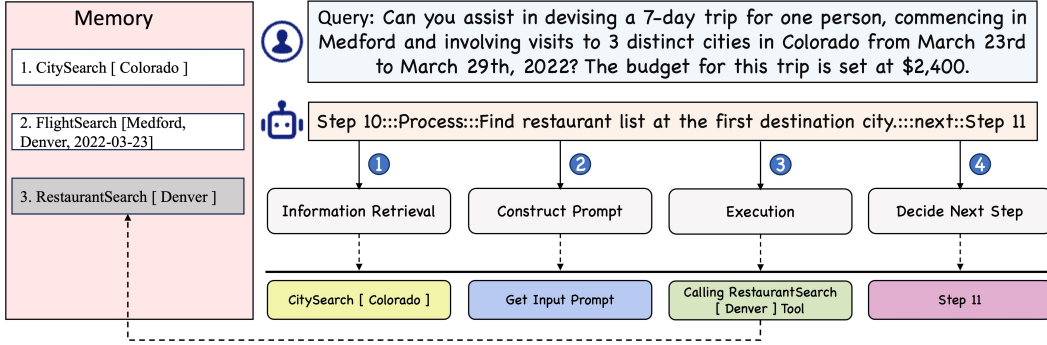 Memory
1. CitySearch [ Colorado ]
2. FlightSearch [Medford,
Denver, 2022-03-23]
3. RestaurantSearch [ Denver ]
Query: Can you assist in devising a 7-day trip for one person, commencing in
Medford and involving visits to 3 distinct cities in Colorado from March 23rd
to March 29th, 2022? The budget for this trip is set at $2,400.
Step 10:::Process:::Find restaurant list at the first destination city.:::next::Step 11
1
2
3
4
Information Retrieval
Construct Prompt
Execution
Decide Next Step
CitySearch [ Colorado ]
Get Input Prompt
Calling RestaurantSearch
[ Denver ] Tool
Step 11